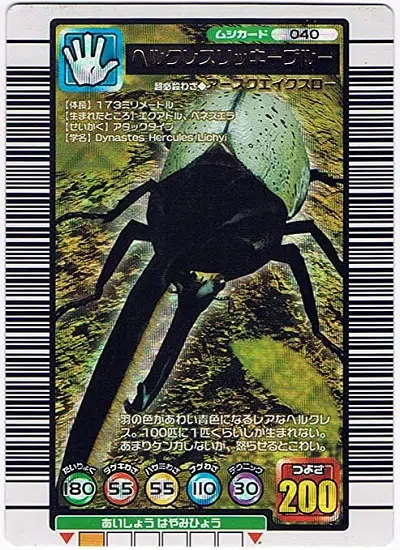 ムシカード 040
ヘルクレスリッキーブルー
超必殺わざ◆アースクエイクスロー
【体長】173ミリメートル
【生まれたところ】エクアドル、ベネズエラ
【せいかく】アタックタイプ
【学名】Dynastes Hercules Lichyi
羽の色があわい青色になるレアなヘルクレ
ス。100匹に1匹ぐらいしか生まれない。
あまりケンカしないが、怒らせるとこわい。
たいりょく ヨコヅキわざ ハサミわざ ナゲわざ テクニック つよさ
180 55 55 110 30 200
あいしょう はやみひょう